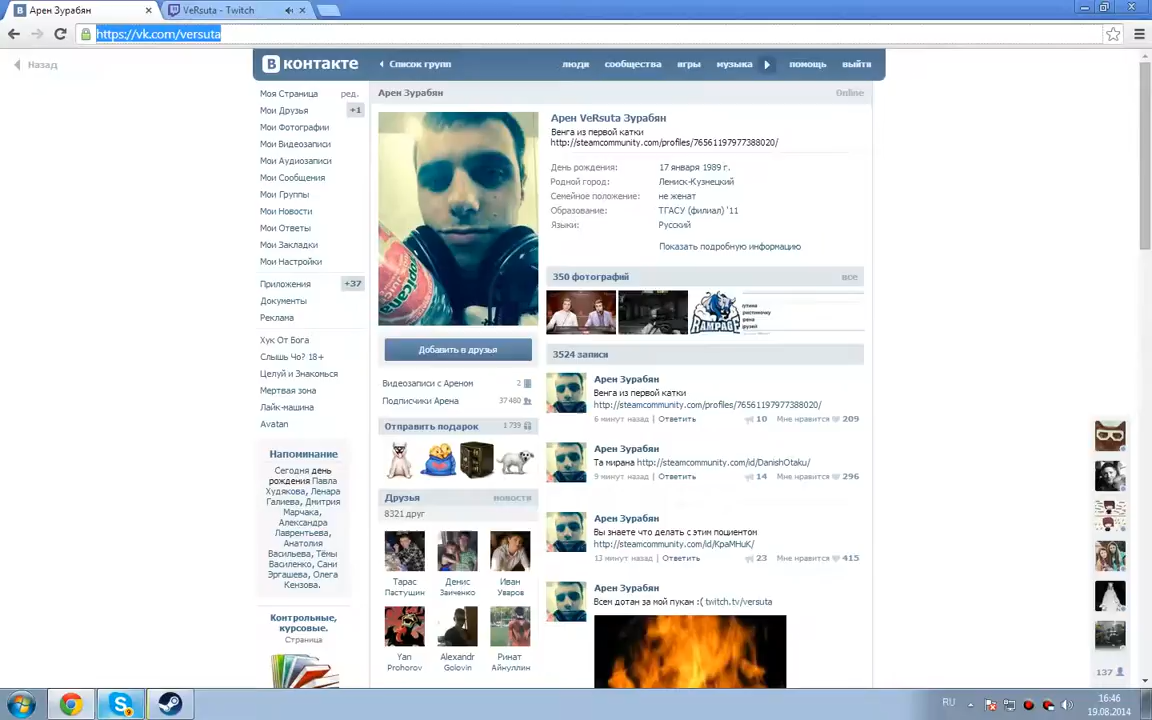 Арен Зурабян
VeRsuta - Twitch
https://vk.com/versuta
Назад
В контакте
Список групп
люди
сообщества
игры
музыка
помощь
выйти
Моя Страница
ред.
Мои Друзья
+1
Мои Фотографии
Мои Видеозаписи
Мои Аудиозаписи
Мои Сообщения
Мои Группы
Мои Новости
Мои Ответы
Мои Закладки
Мои Настройки
Приложения
+37
Документы
Реклама
Хук От Бога
Слышь Чо? 18+
Целуй и Знакомься
Мертвая зона
Лайк-машина
Avatan
Напоминание
Сегодня день
рождения Павла
Худякова, Ленара
Галиева, Дмитрия
Марчака,
Александра
Лаврентьева,
Анатолия
Васильева, Тёмы
Василенко, Сани
Эргашева, Олега
Кензова.
Контрольные,
курсовые.
Страница
Арен Зурабян
Online
tropicana
Добавить в друзья
Видеозаписи с Ареном
2
Подписчики Арена
37 480
Отправить подарок
1 739
Друзья
новости
8321 друг
Тарас
Пастушин
Денис
Заиченко
Иван
Уваров
Yan
Prohorov
Alexandr
Golovin
Ринат
Айнуллин
Арен VeRsuta Зурабян
Венга из первой катки
http://steamcommunity.com/profiles/76561197977388020/
День рождения:
17 января 1989 г.
Родной город:
Лениск-Кузнецкий
Семейное положение:
не женат
Образование:
ТГАСУ (филиал) '11
Языки:
Русский
Показать подробную информацию
350 фотографий
все
RAMPAGE
3524 записи
Арен Зурабян
Венга из первой катки
http://steamcommunity.com/profiles/76561197977388020/
6 минут назад | Ответить
10
Мне нравится
209
Арен Зурабян
Та мирана http://steamcommunity.com/id/DanishOtaku/
9 минут назад | Ответить
14
Мне нравится
296
Арен Зурабян
Вы знаете что делать с этим поциентом
http://steamcommunity.com/id/KpaMHuK/
13 минут назад | Ответить
23
Мне нравится
415
Арен Зурабян
Всем дотан за мой пукан :( twitch.tv/versuta
137
RU
16:46
19.08.2014